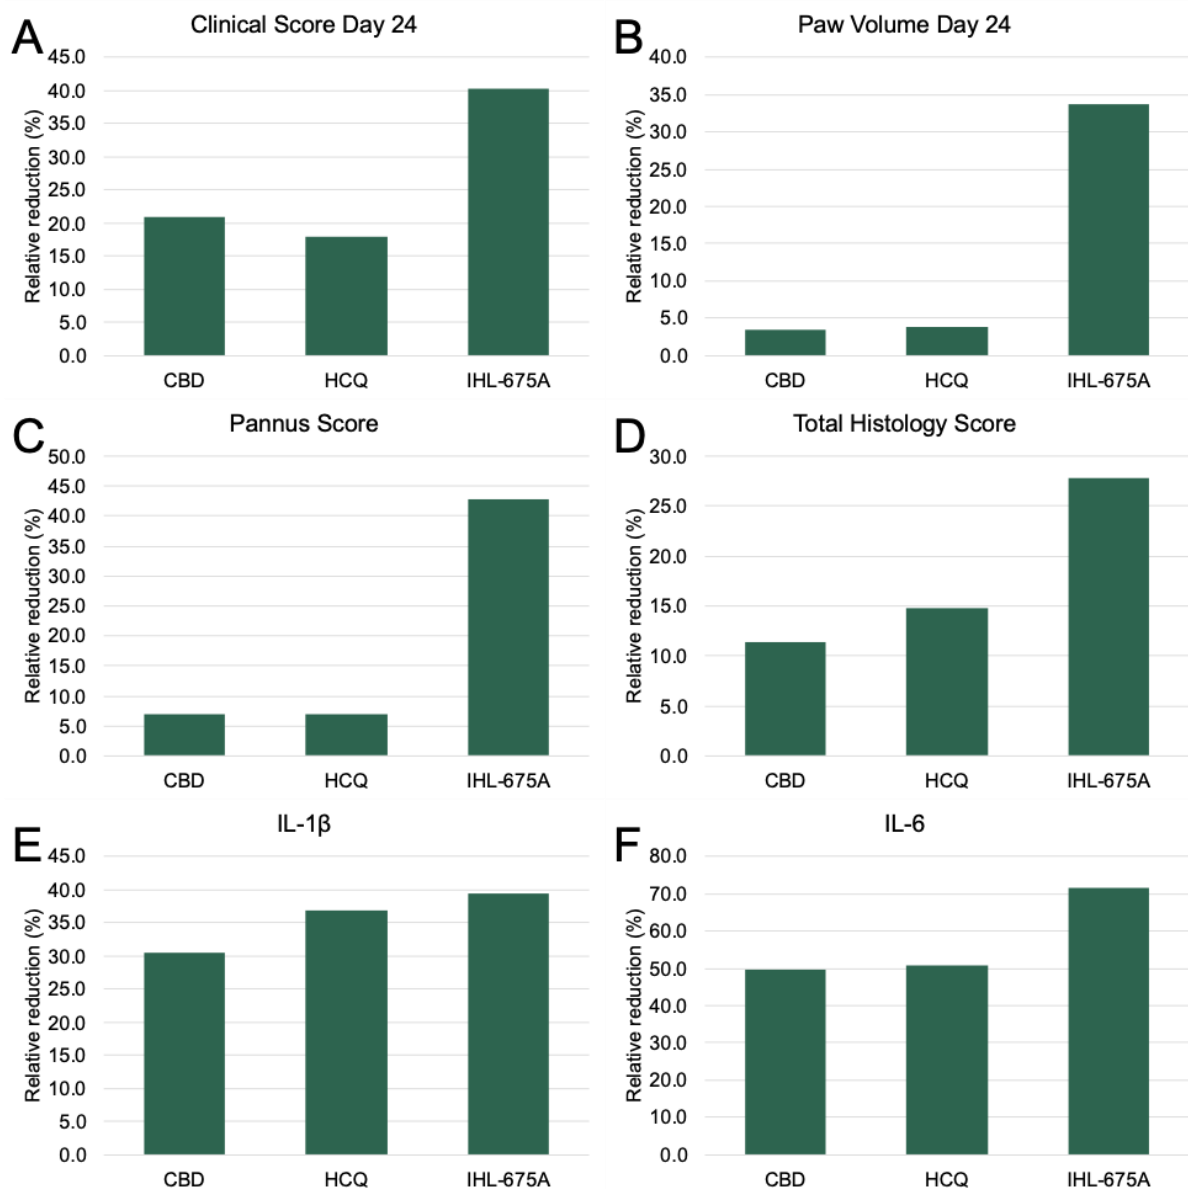 A
Clinical Score Day 24
Relative reduction (%)
45.0
40.0
35.0
30.0
25.0
20.0
15.0
10.0
5.0
0.0
CBD
HCQ
IHL-675A
B
Paw Volume Day 24
Relative reduction (%)
40.0
35.0
30.0
25.0
20.0
15.0
10.0
5.0
0.0
CBD
HCQ
IHL-675A
C
Pannus Score
Relative reduction (%)
50.0
45.0
40.0
35.0
30.0
25.0
20.0
15.0
10.0
5.0
0.0
CBD
HCQ
IHL-675A
D
Total Histology Score
Relative reduction (%)
30.0
25.0
20.0
15.0
10.0
5.0
0.0
CBD
HCQ
IHL-675A
E
IL-1β
Relative reduction (%)
45.0
40.0
35.0
30.0
25.0
20.0
15.0
10.0
5.0
0.0
CBD
HCQ
IHL-675A
F
IL-6
Relative reduction (%)
80.0
70.0
60.0
50.0
40.0
30.0
20.0
10.0
0.0
CBD
HCQ
IHL-675A